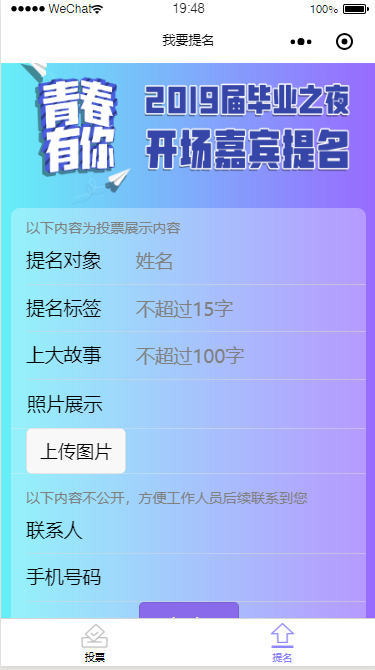 WeChat
19:48
100%
我要提名
青春
有你
2019届毕业之夜
开场嘉宾提名
以下内容为投票展示内容
提名对象 姓名
提名标签 不超过15字
上大故事 不超过100字
照片展示
上传图片
以下内容不公开，方便工作人员后续联系到您
联系人
手机号码
投票
提名